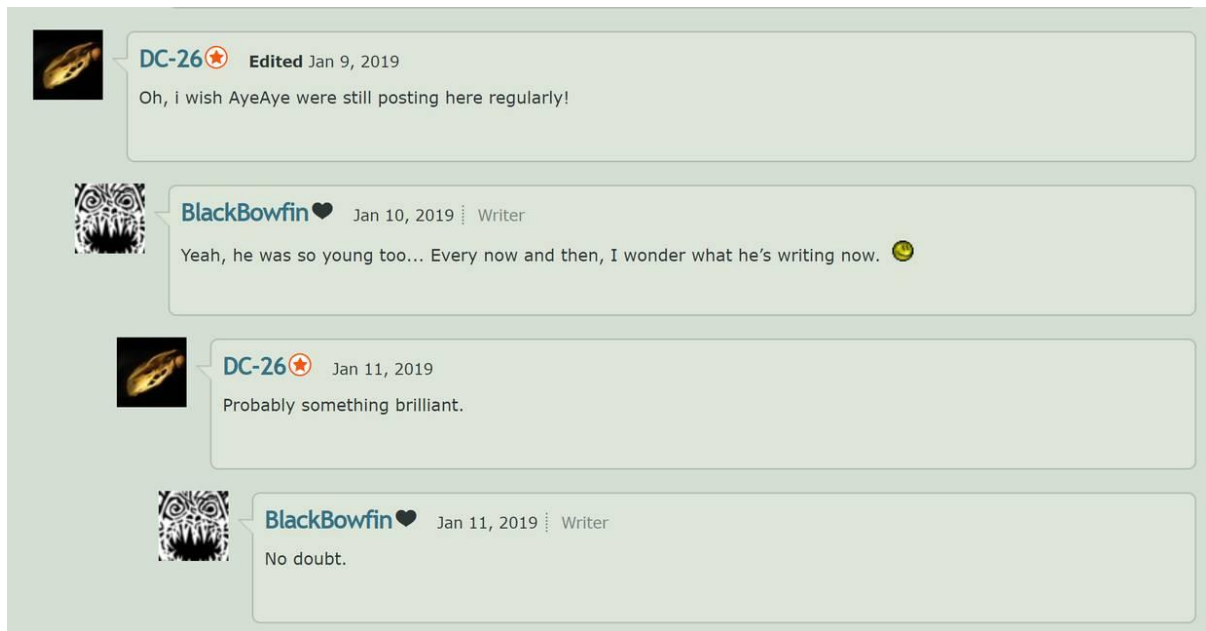 DC-26 Edited Jan 9, 2019
Oh, i wish AyeAye were still posting here regularly!
BlackBowfin Jan 10, 2019 Writer
Yeah, he was so young too... Every now and then, I wonder what he’s writing now.
DC-26 Jan 11, 2019
Probably something brilliant.
BlackBowfin Jan 11, 2019 Writer
No doubt.